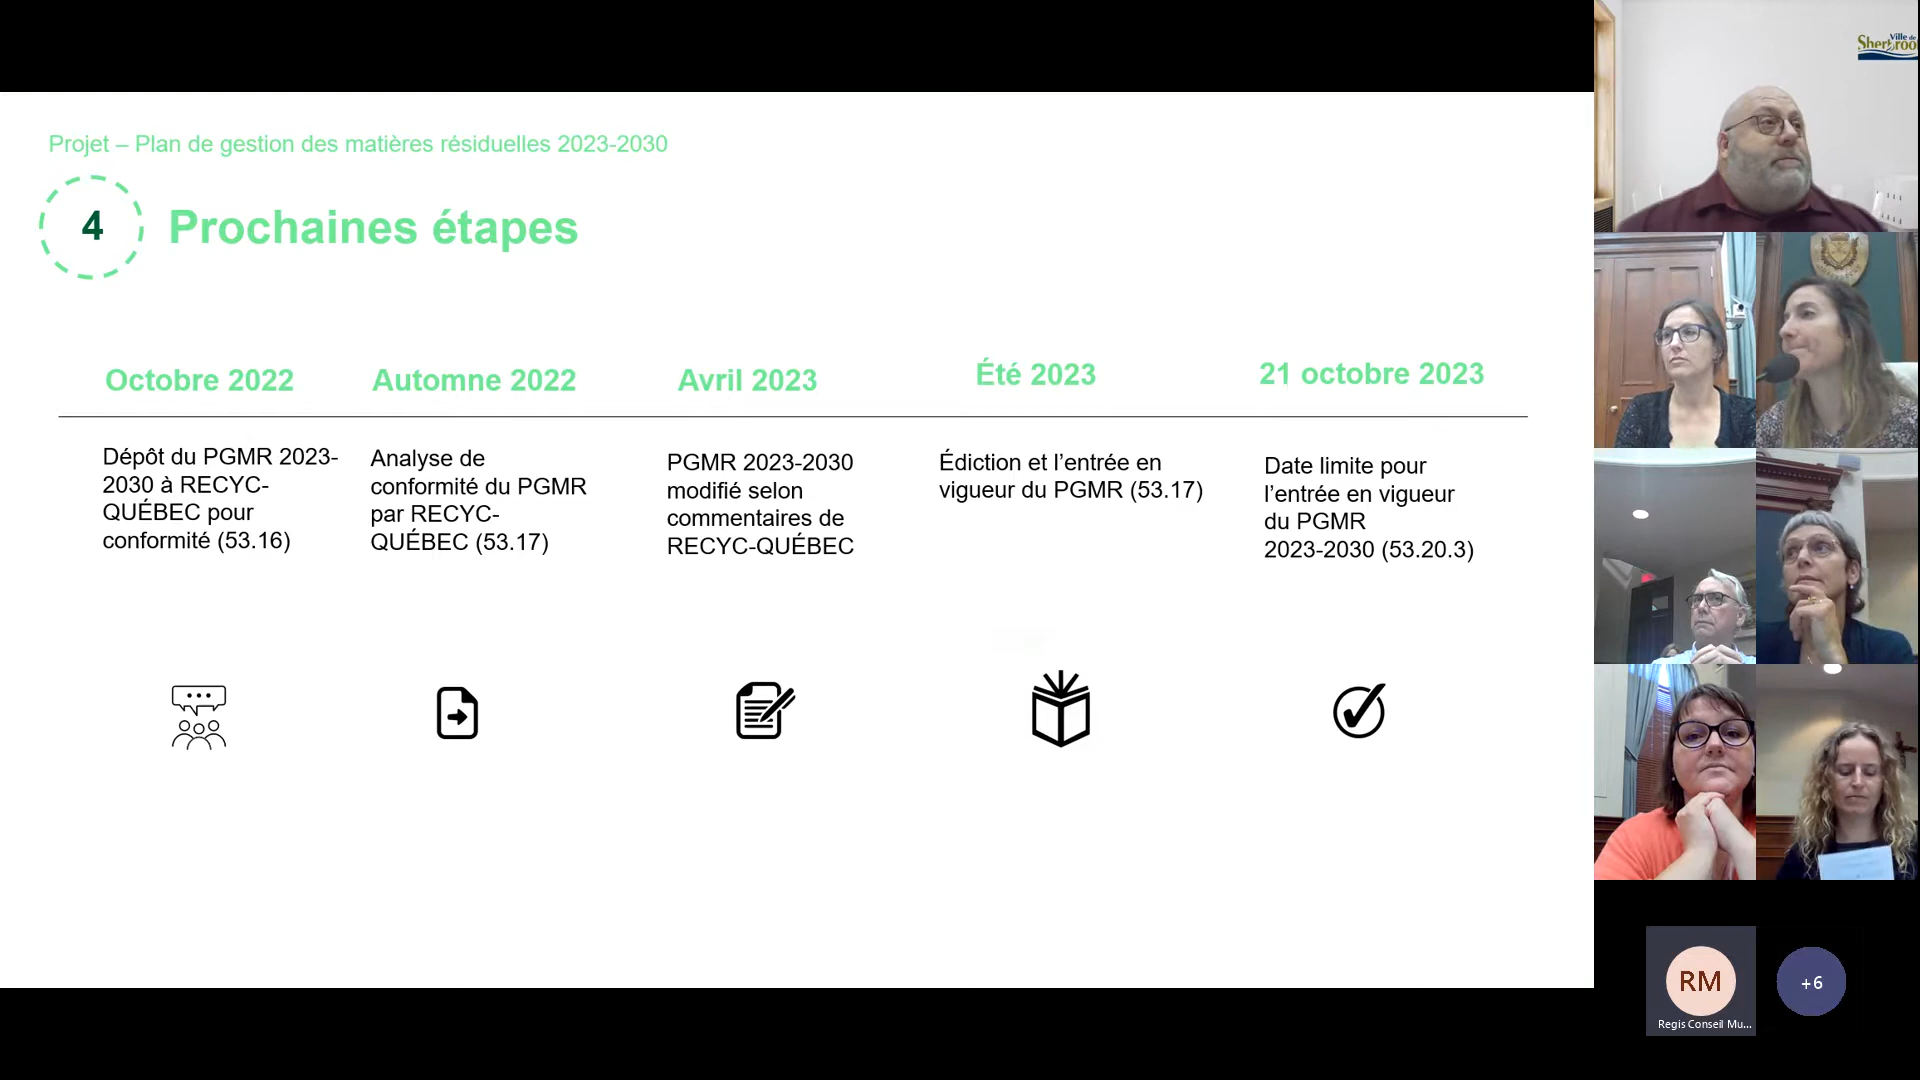 Projet – Plan de gestion des matières résiduelles 2023-2030
4
Prochaines étapes
Octobre 2022
Dépôt du PGMR 2023-
2030 à RECYC-
QUÉBEC pour
conformité (53.16)
Automne 2022
Analyse de
conformité du PGMR
par RECYC-
QUÉBEC (53.17)
Avril 2023
PGMR 2023-2030
modifié selon
commentaires de
RECYC-QUÉBEC
Été 2023
Édiction et l’entrée en
vigueur du PGMR (53.17)
21 octobre 2023
Date limite pour
l’entrée en vigueur
du PGMR
2023-2030 (53.20.3)
Ville de
Sherbroo
RM
Regis Conseil Mu...
+6